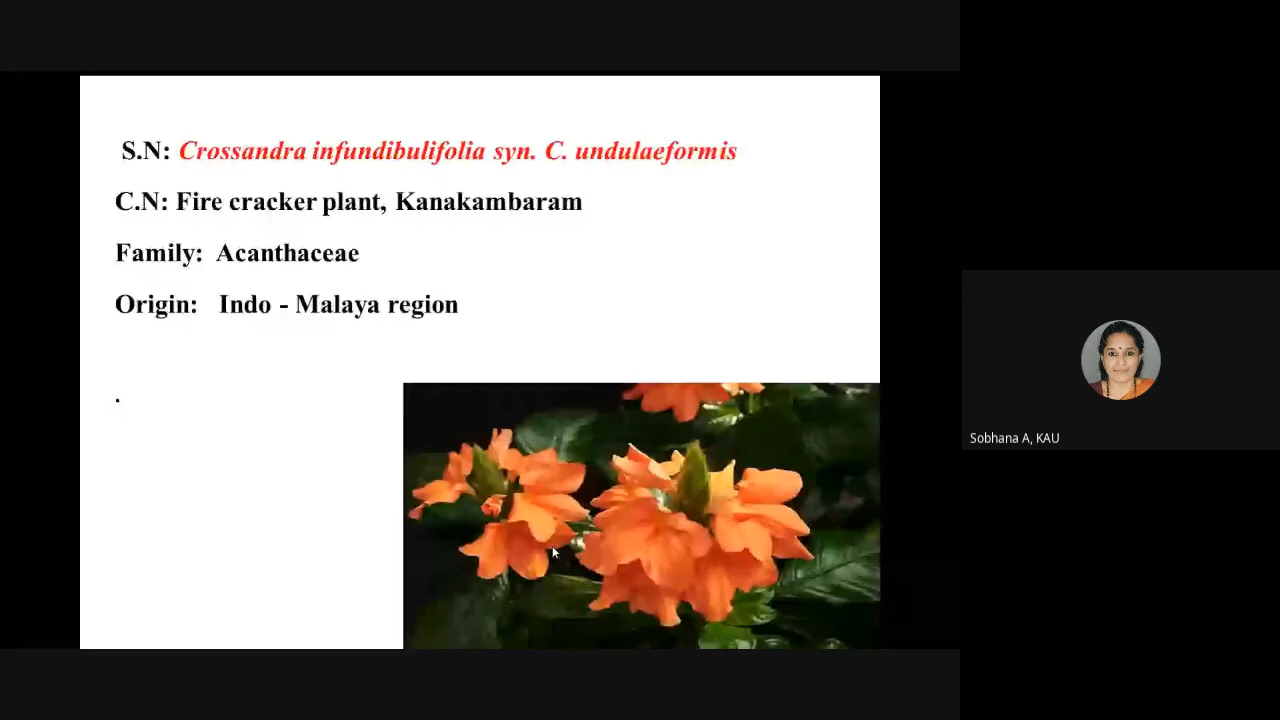 S.N: Crossandra infundibulifolia syn. C. undulaeformis
C.N: Fire cracker plant, Kanakambaram
Family: Acanthaceae
Origin: Indo - Malaya region
.
Sobhana A, KAU